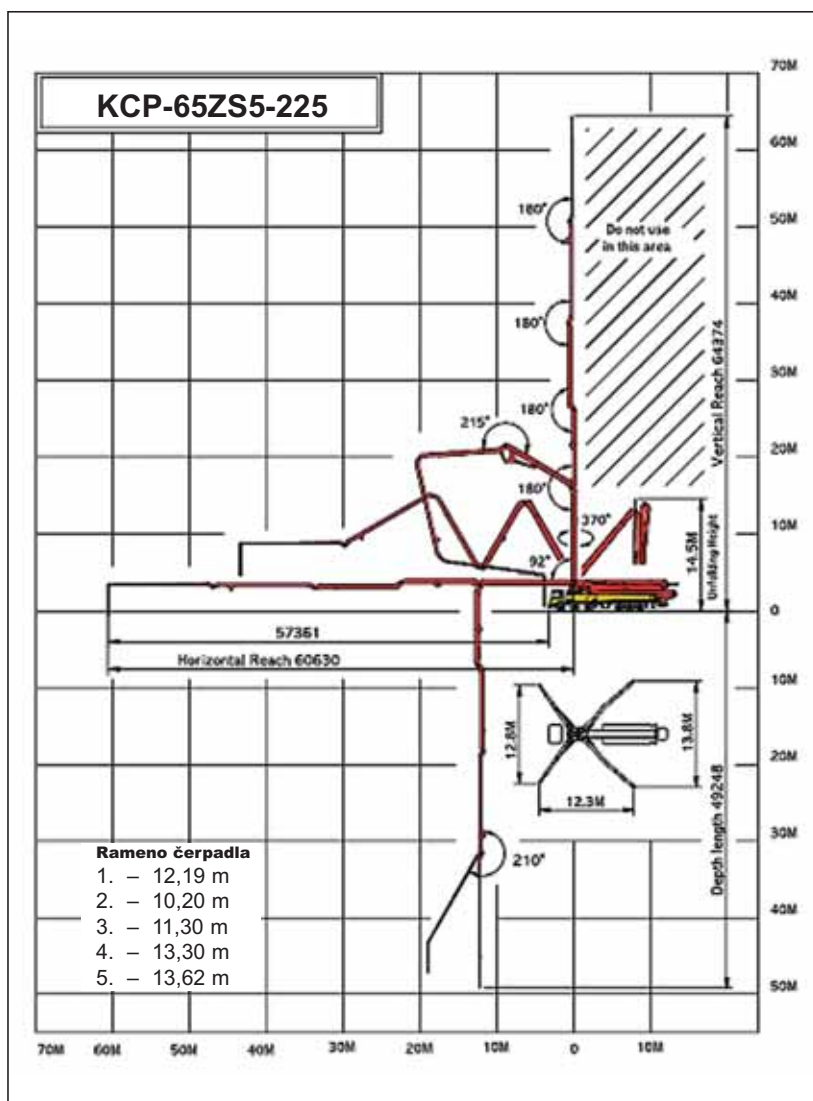 KCP-65ZS5-225
70M
60M
50M
40M
30M
20M
10M
0
10M
20M
30M
40M
50M
180°
Do not use
in this area
180°
180°
215°
180°
370°
92°
Vertical Reach 64374
14.5M
Unfolding Height
57361
Horizontal Reach 60630
12.8M
13.8M
12.3M
Depth length 49248
210°
Rameno čerpadla
1. – 12,19 m
2. – 10,20 m
3. – 11,30 m
4. – 13,30 m
5. – 13,62 m
70M 60M 50M 40M 30M 20M 10M 0 10M